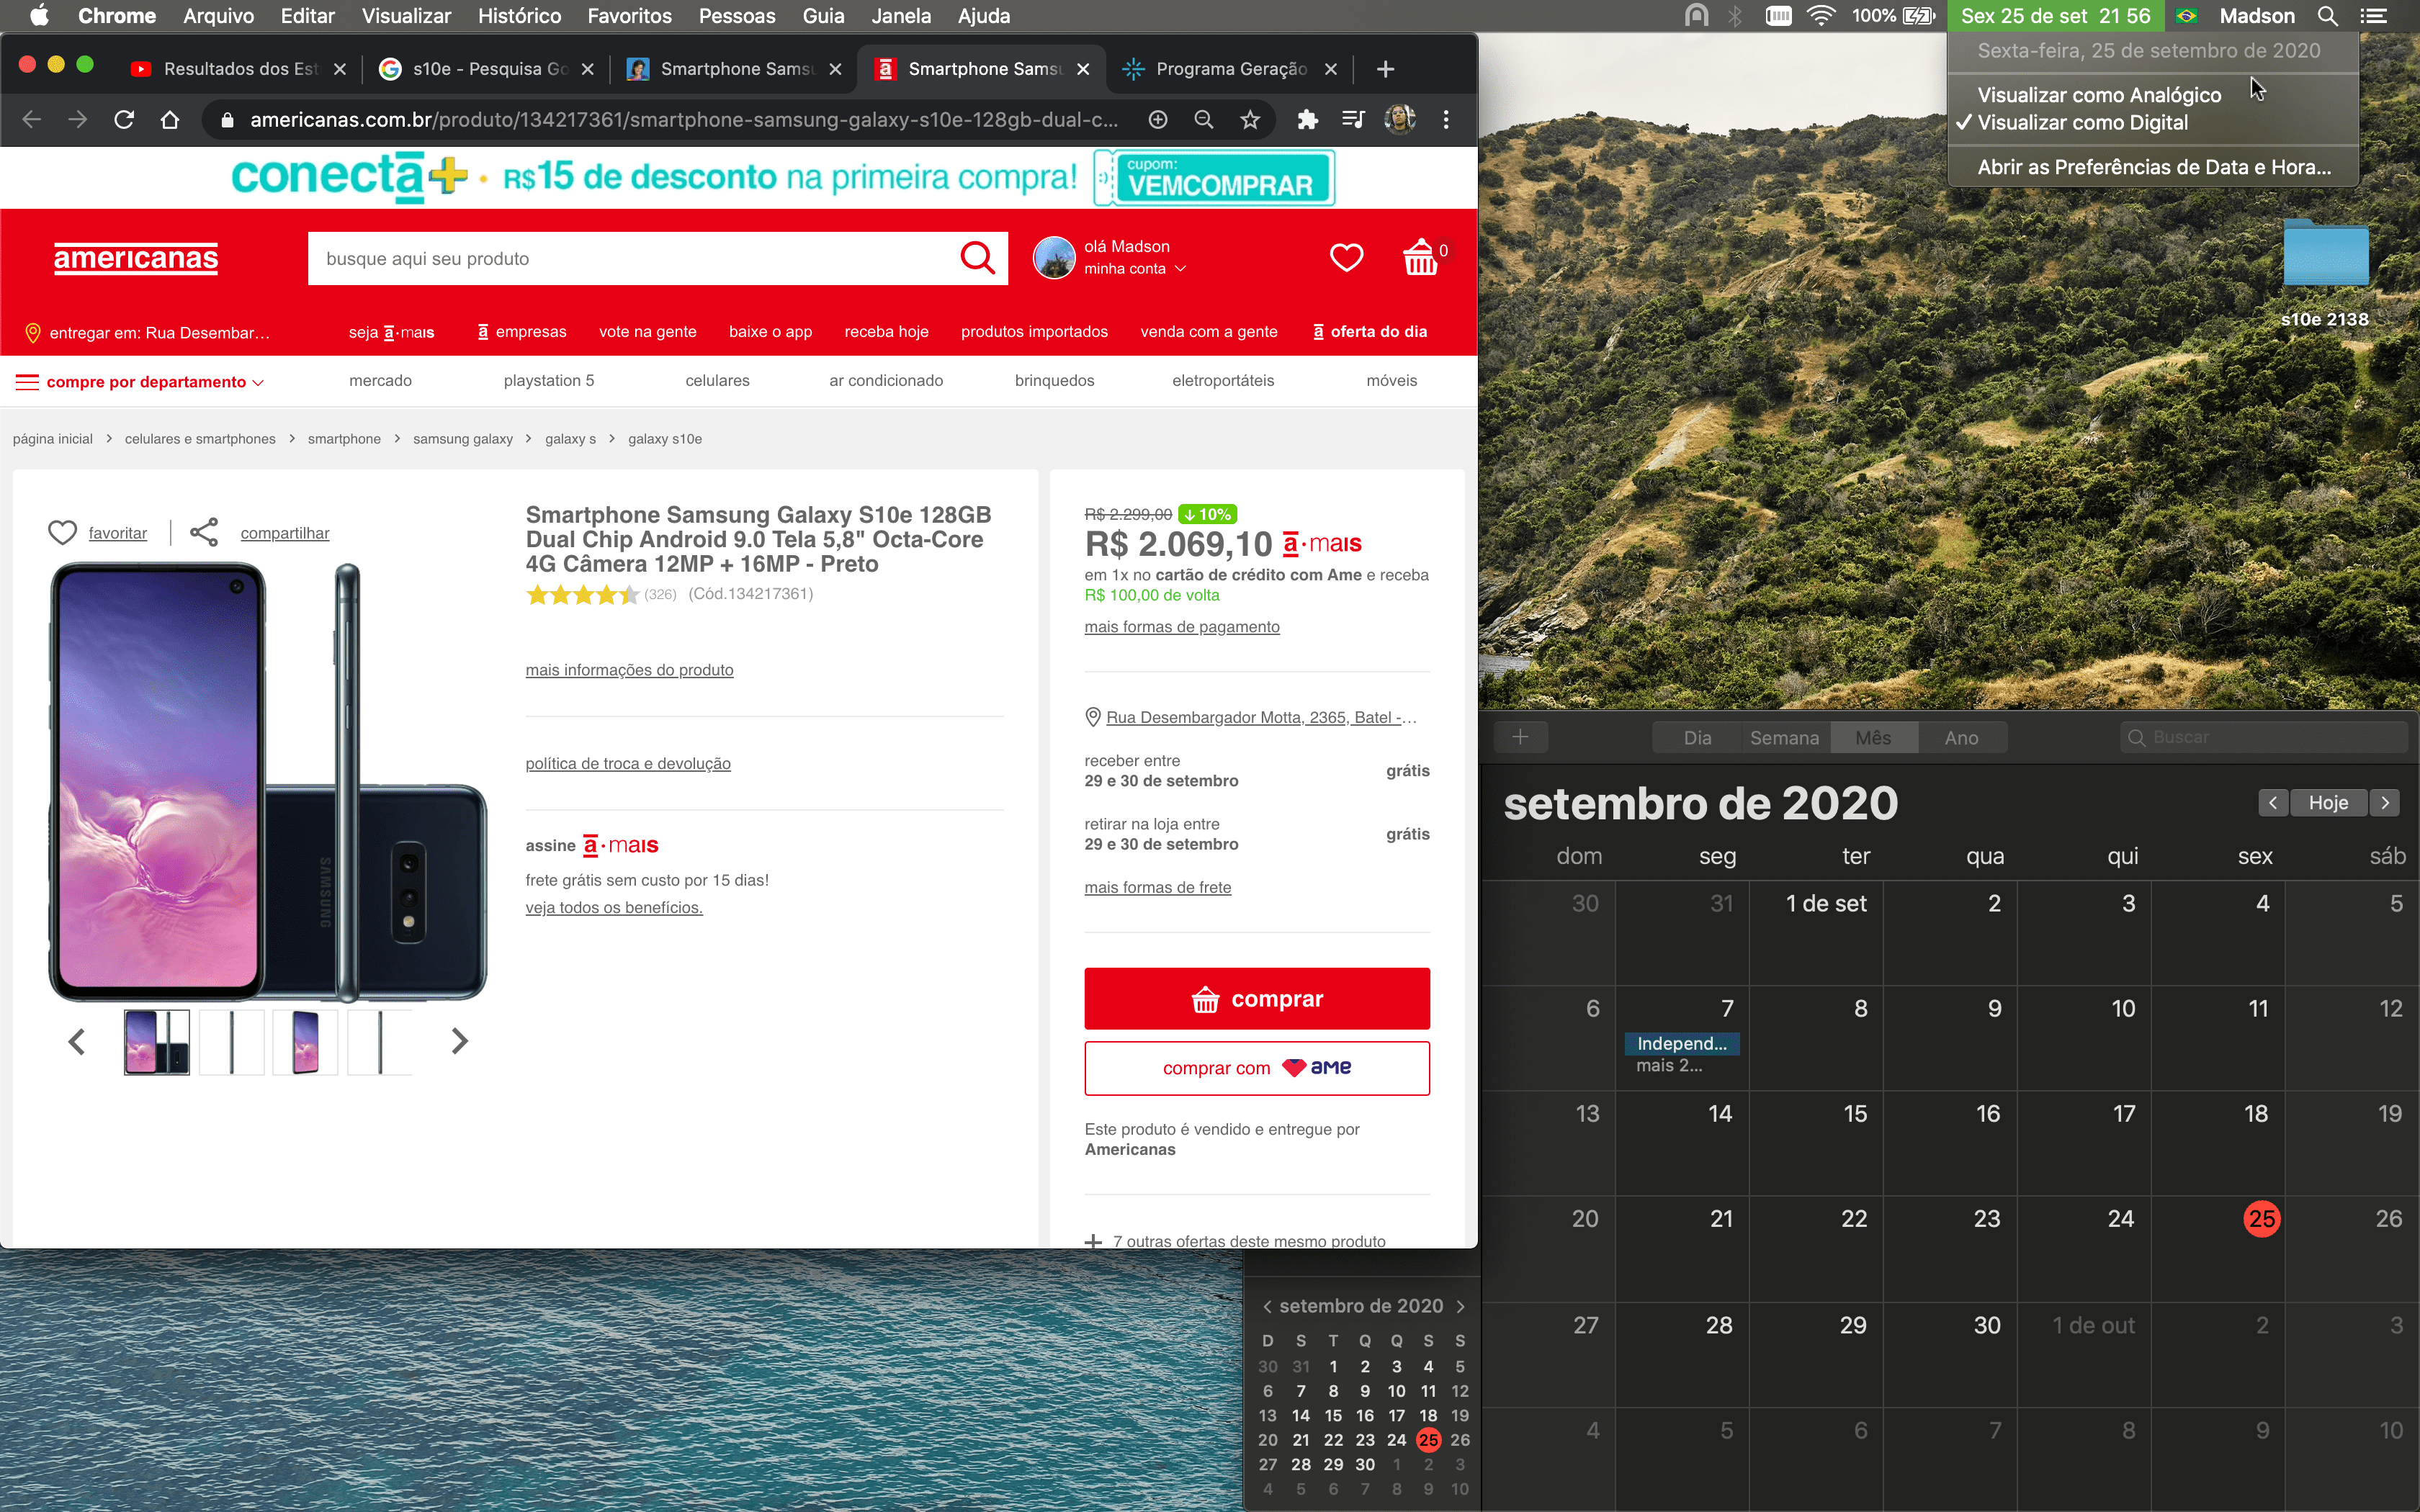 Chrome Arquivo Editar Visualizar Histórico Favoritos Pessoas Guia Janela Ajuda
100% Sex 25 de set 21 56 Madson
Sexta-feira, 25 de setembro de 2020
Visualizar como Analógico
✓ Visualizar como Digital
Abrir as Preferências de Data e Hora...
s10e 2138
Resultados dos Est
s10e - Pesquisa Go
Smartphone Samsu
Smartphone Samsu
Programa Geração
americanas.com.br/produto/134217361/smartphone-samsung-galaxy-s10e-128gb-dual-c...
conectā+ · R$15 de desconto na primeira compra!
cupom:
VEMCOMPRAR
americanas
busque aqui seu produto
olá Madson
minha conta
0
entregar em: Rua Desembar...
seja a·mais
a empresas
vote na gente
baixe o app
receba hoje
produtos importados
venda com a gente
a oferta do dia
compre por departamento
mercado
playstation 5
celulares
ar condicionado
brinquedos
eletroportáteis
móveis
página inicial > celulares e smartphones > smartphone > samsung galaxy > galaxy s > galaxy s10e
favoritar
compartilhar
SAMSUNG
Smartphone Samsung Galaxy S10e 128GB
Dual Chip Android 9.0 Tela 5,8" Octa-Core
4G Câmera 12MP + 16MP - Preto
(326) (Cód.134217361)
mais informações do produto
política de troca e devolução
assine a·mais
frete grátis sem custo por 15 dias!
veja todos os benefícios.
R$ 2.299,00 ↓ 10%
R$ 2.069,10 a·mais
em 1x no cartão de crédito com Ame e receba
R$ 100,00 de volta
mais formas de pagamento
Rua Desembargador Motta, 2365, Batel -...
receber entre
29 e 30 de setembro
grátis
retirar na loja entre
29 e 30 de setembro
grátis
mais formas de frete
comprar
comprar com ame
Este produto é vendido e entregue por
Americanas
+ 7 outras ofertas deste mesmo produto
Dia Semana Mês Ano
Buscar
setembro de 2020
< Hoje >
dom seg ter qua qui sex sáb
30 31 1 de set 2 3 4 5
6 7 8 9 10 11 12
Independ...
mais 2...
13 14 15 16 17 18 19
20 21 22 23 24 25 26
27 28 29 30 1 de out 2 3
4 5 6 7 8 9 10
< setembro de 2020 >
D S T Q Q S S
30 31 1 2 3 4 5
6 7 8 9 10 11 12
13 14 15 16 17 18 19
20 21 22 23 24 25 26
27 28 29 30 1 2 3
4 5 6 7 8 9 10